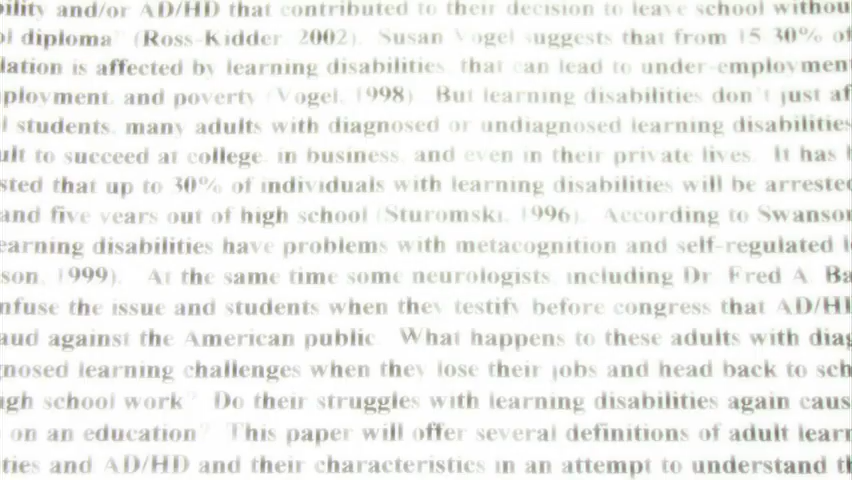 bility and/or AD/HD that contributed to their decision to leave school withou
ol diploma" (Ross-Kidder 2002). Susan Vogel suggests that from 15 30% of
lation is affected by learning disabilities, that can lead to under-employment
ployment, and poverty (Vogel, 1998). But learning disabilities don't just af
l students, many adults with diagnosed or undiagnosed learning disabilities
ult to succeed at college, in business, and even in their private lives. It has
sted that up to 30% of individuals with learning disabilities will be arrested
and five years out of high school (Sturomski, 1996). According to Swanson
earning disabilities have problems with metacognition and self-regulated l
son, 1999). At the same time some neurologists, including Dr Fred A Ba
nfuse the issue and students when they testify before congress that AD/HD
aud against the American public. What happens to these adults with diag
gnosed learning challenges when they lose their jobs and head back to sch
igh school work? Do their struggles with learning disabilities again caus
on an education? This paper will offer several definitions of adult learn
ties and AD/HD and their characteristics in an attempt to understand th